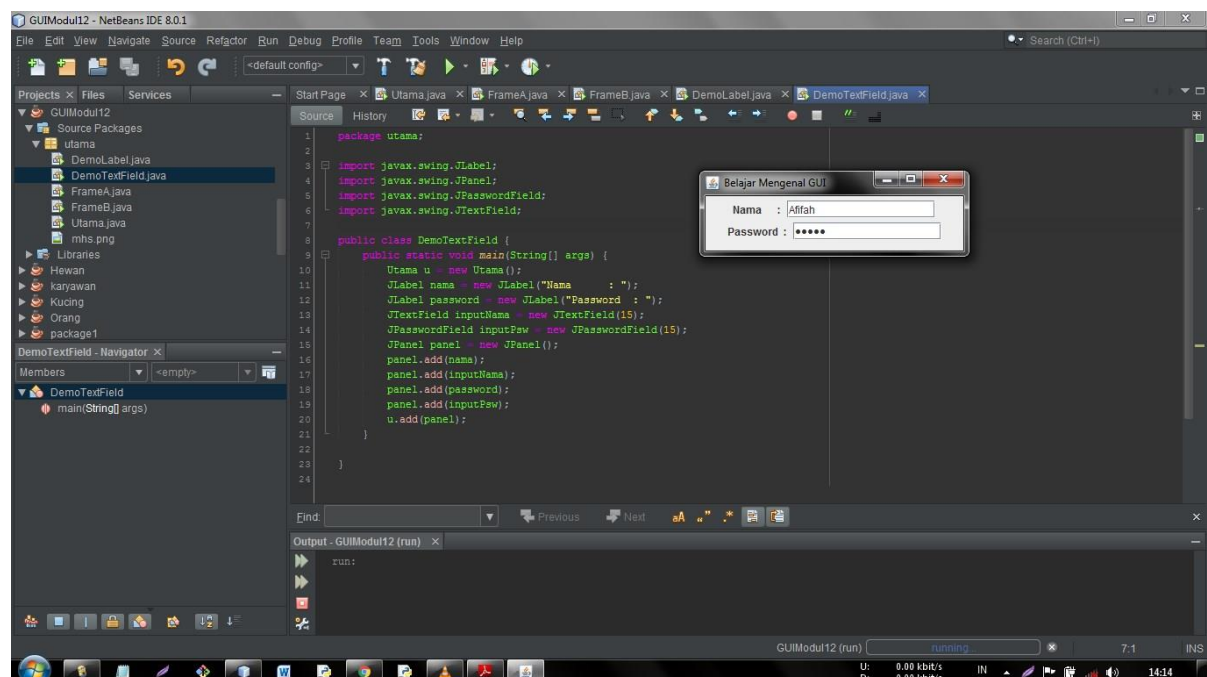 GUIModul12 - NetBeans IDE 8.0.1
File Edit View Navigate Source Refactor Run Debug Profile Team Tools Window Help
Search (Ctrl+I)
<default config>
Projects Files Services
Start Page Utama.java FrameA.java FrameB.java DemoLabel.java DemoTextField.java
GUIModul12
Source Packages
utama
DemoLabel.java
DemoTextField.java
FrameA.java
FrameB.java
Utama.java
mhs.png
Libraries
Hewan
karyawan
Kucing
Orang
package1
DemoTextField - Navigator
Members <empty>
DemoTextField
main(String[] args)
Source History
1 package utama;
2
3 import javax.swing.JLabel;
4 import javax.swing.JPanel;
5 import javax.swing.JPasswordField;
6 import javax.swing.JTextField;
7
8 public class DemoTextField {
9 public static void main(String[] args) {
10 Utama u = new Utama();
11 JLabel nama = new JLabel("Nama      : ");
12 JLabel password = new JLabel("Password  : ");
13 JTextField inputNama = new JTextField(15);
14 JPasswordField inputPsw = new JPasswordField(15);
15 JPanel panel = new JPanel();
16 panel.add(nama);
17 panel.add(inputNama);
18 panel.add(password);
19 panel.add(inputPsw);
20 u.add(panel);
21 }
22
23 }
24
Belajar Mengenal GUI
Nama : Afifah
Password : •••••
Find: Previous Next aA “” .*
Output - GUIModul12 (run)
run:
GUIModul12 (run) running... 7:1 INS
U: 0.00 kbit/s IN 14:14